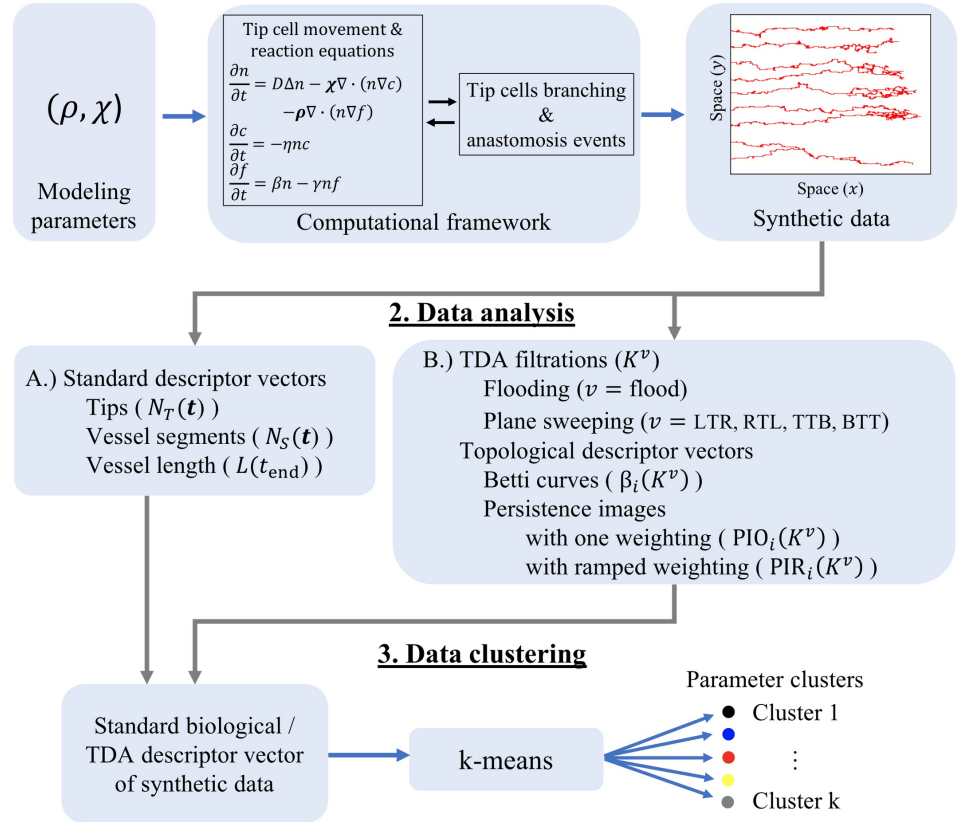 (ρ, χ)
Modeling
parameters
Tip cell movement &
reaction equations
∂n/∂t = DΔn − χ∇ · (n∇c)
−ρ∇ · (n∇f)
∂c/∂t = −ηnc
∂f/∂t = βn − γnf
Tip cells branching
&
anastomosis events
Computational framework
Space (y)
Space (x)
Synthetic data
2. Data analysis
A.) Standard descriptor vectors
Tips ( N_T(t) )
Vessel segments ( N_S(t) )
Vessel length ( L(t_end) )
B.) TDA filtrations (K^v)
Flooding (v = flood)
Plane sweeping (v = LTR, RTL, TTB, BTT)
Topological descriptor vectors
Betti curves ( β_i(K^v) )
Persistence images
with one weighting ( PIO_i(K^v) )
with ramped weighting ( PIR_i(K^v) )
3. Data clustering
Standard biological /
TDA descriptor vector
of synthetic data
k-means
Parameter clusters
Cluster 1
⋮
Cluster k